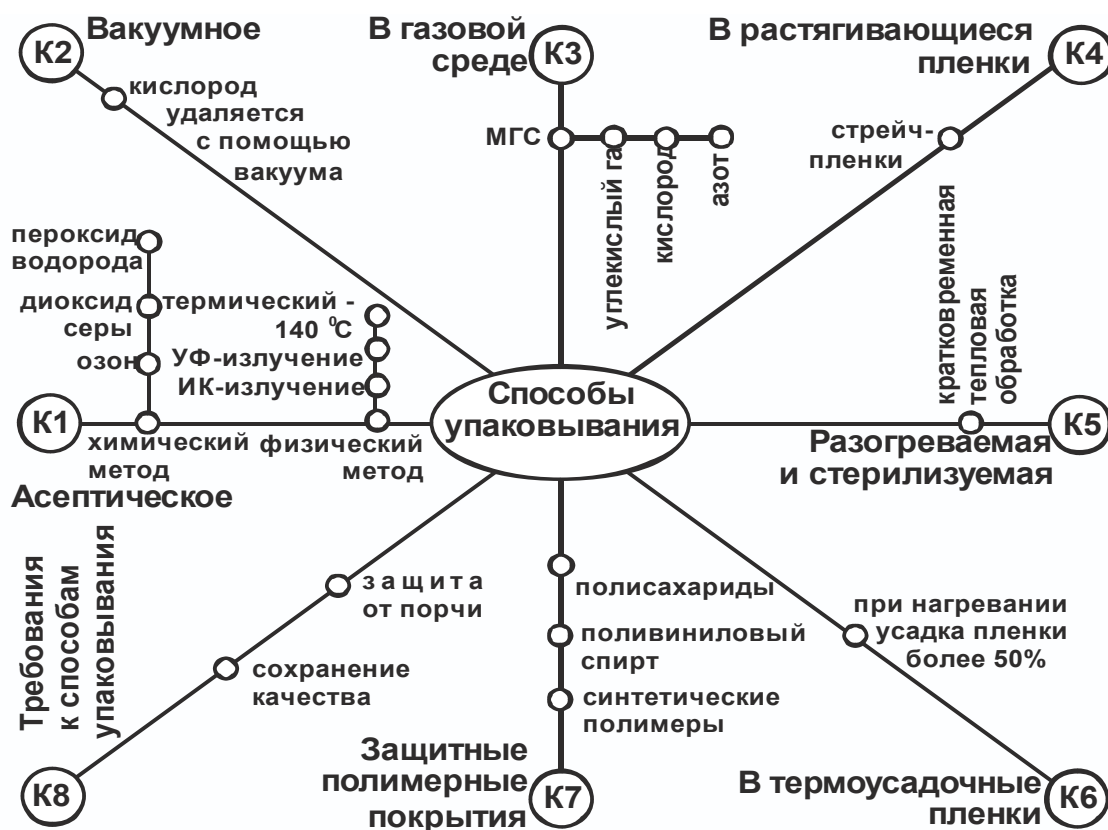 К2
Вакуумное
кислород
удаляется
с помощью
вакуума
В газовой
среде
К3
МГС
углекислый га
кислород
азот
В растягивающиеся
пленки
К4
стрейч-
пленки
пероксид
водорода
диоксид
серы
озон
термический -
140 ⁰С
УФ-излучение
ИК-излучение
К1
химический
метод
физический
метод
Асептическое
Способы
упаковывания
кратковременная
тепловая
обработка
К5
Разогреваемая
и стерилизуемая
Требования
к способам
упаковывания
защита
от порчи
сохранение
качества
К8
полисахариды
поливиниловый
спирт
синтетические
полимеры
Защитные
полимерные
покрытия
К7
при нагревании
усадка пленки
более 50%
В термоусадочные
пленки
К6